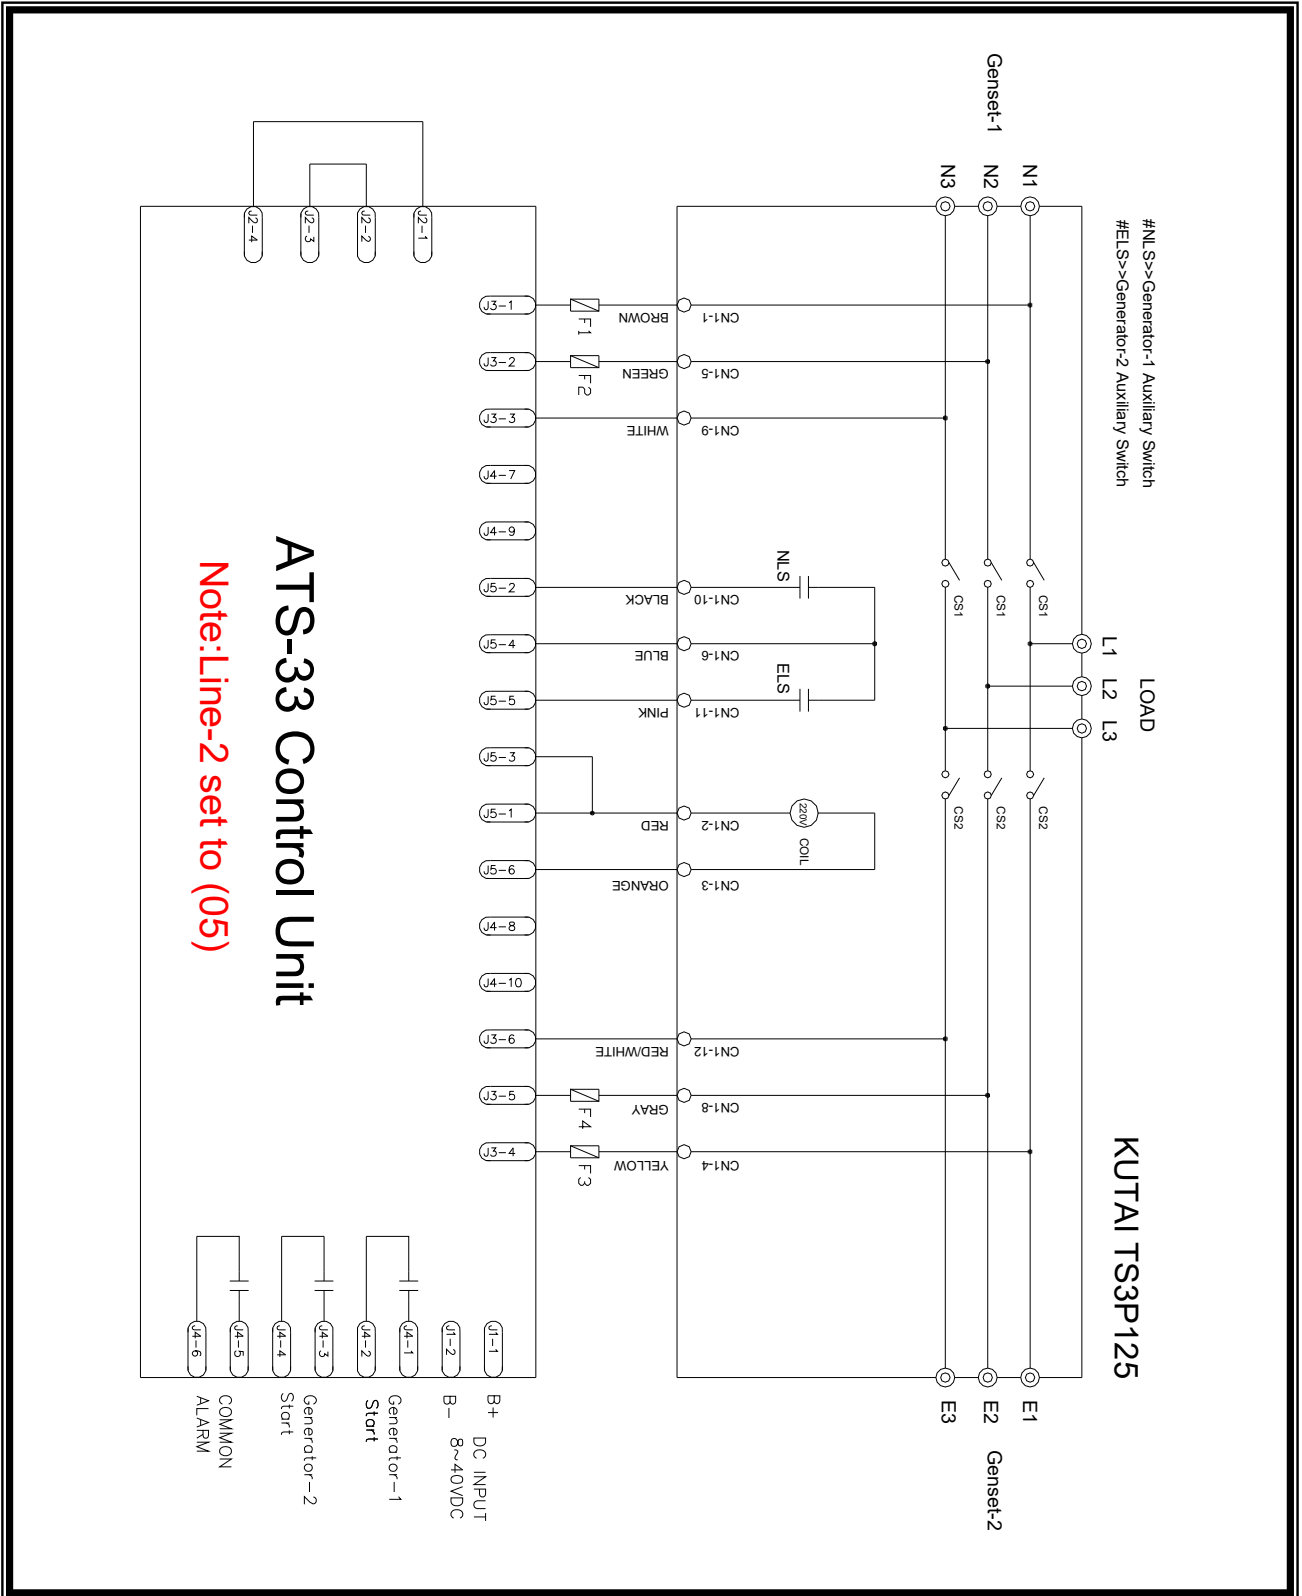 #NLS>>Generator-1 Auxiliary Switch
#ELS>>Generator-2 Auxiliary Switch
LOAD
KUTAI TS3P125
L1
L2
L3
Genset-1
N1
N2
N3
CS1
CS1
CS1
CS2
CS2
CS2
E1
E2
E3
Genset-2
NLS
ELS
220V
COIL
CN1-1
CN1-5
CN1-9
CN1-10
CN1-6
CN1-11
CN1-2
CN1-3
CN1-12
CN1-8
CN1-4
BROWN
GREEN
WHITE
BLACK
BLUE
PINK
RED
ORANGE
RED/WHITE
GRAY
YELLOW
F1
F2
F4
F3
J3-1
J3-2
J3-3
J4-7
J4-9
J5-2
J5-4
J5-5
J5-3
J5-1
J5-6
J4-8
J4-10
J3-6
J3-5
J3-4
J2-1
J2-2
J2-3
J2-4
ATS-33 Control Unit
Note:Line-2 set to (05)
J1-1
J1-2
J4-1
J4-2
J4-3
J4-4
J4-5
J4-6
B+
B-
DC INPUT
8~40VDC
Generator-1
Start
Generator-2
Start
COMMON
ALARM